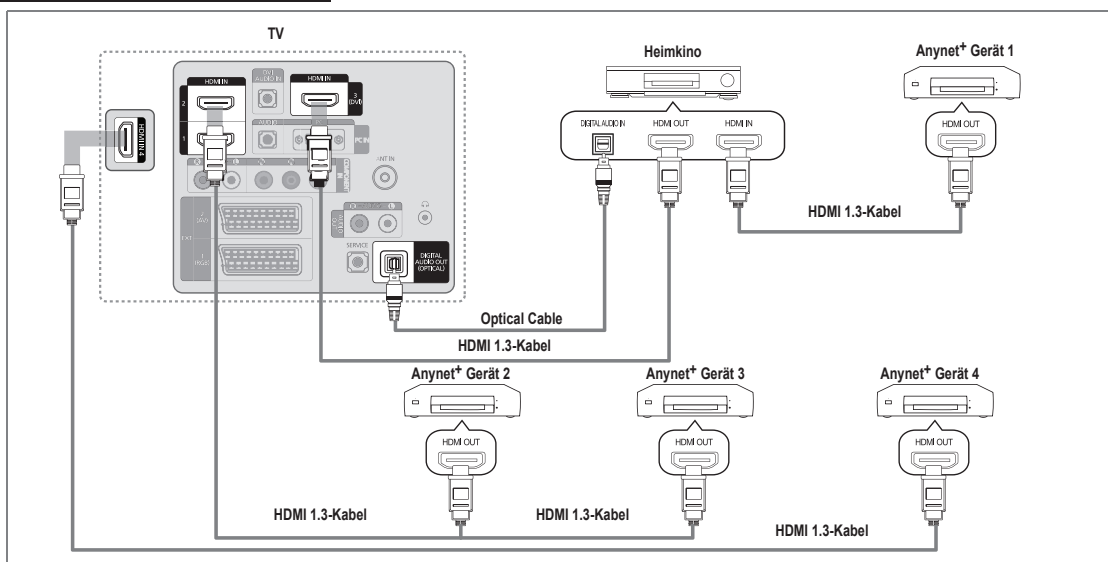 TV
Heimkino
Anynet+ Gerät 1
HDMI IN
DVI
AUDIO IN
HDMI IN
2
3
(DVI)
1
HDMI IN 4
AUDIO
PC IN
ANT IN
DIGITAL AUDIO IN
HDMI OUT
HDMI IN
HDMI OUT
HDMI 1.3-Kabel
EXT
SERVICE
DIGITAL
AUDIO OUT
(OPTICAL)
Optical Cable
HDMI 1.3-Kabel
Anynet+ Gerät 2
Anynet+ Gerät 3
Anynet+ Gerät 4
HDMI OUT
HDMI OUT
HDMI OUT
HDMI 1.3-Kabel
HDMI 1.3-Kabel
HDMI 1.3-Kabel